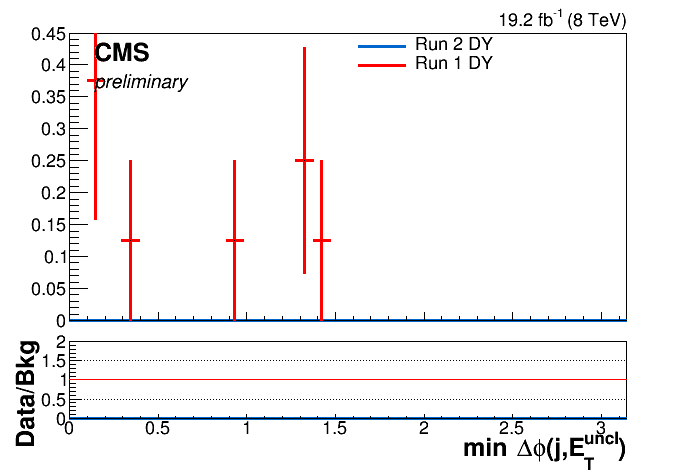 19.2 fb⁻¹ (8 TeV)
CMS
preliminary
Run 2 DY
Run 1 DY
0.45
0.4
0.35
0.3
0.25
0.2
0.15
0.1
0.05
0
2
1.5
1
0.5
0
0 0.5 1 1.5 2 2.5 3
Data/Bkg
min Δϕ(j,E_T^uncl)